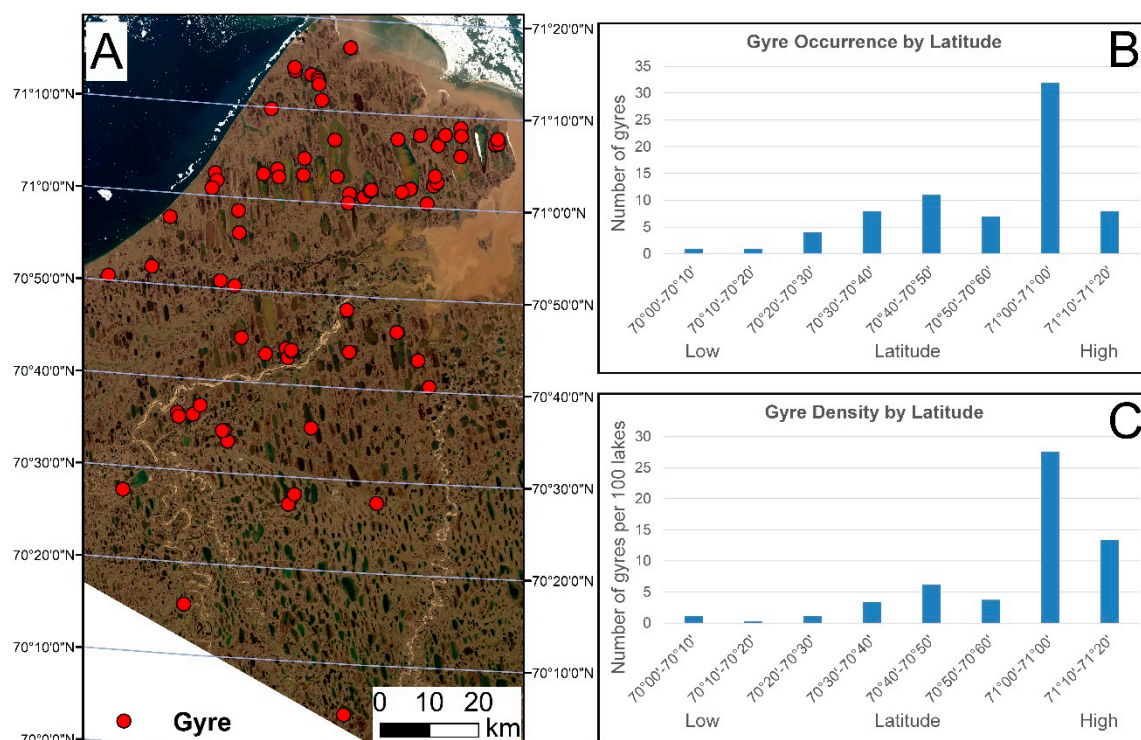 A
71°20'0"N
71°10'0"N
71°10'0"N
71°0'0"N
71°0'0"N
70°50'0"N
70°50'0"N
70°40'0"N
70°40'0"N
70°30'0"N
70°30'0"N
70°20'0"N
70°20'0"N
70°10'0"N
70°10'0"N
70°0'0"N
Gyre
0 10 20
km
Gyre Occurrence by Latitude
B
Number of gyres
35
30
25
20
15
10
5
0
70°00'-70°10'
70°10'-70°20'
70°20'-70°30'
70°30'-70°40'
70°40'-70°50'
70°50'-70°60'
71°00'-71°00'
71°10'-71°20'
Low Latitude High
Gyre Density by Latitude
C
Number of gyres per 100 lakes
30
25
20
15
10
5
0
70°00'-70°10'
70°10'-70°20'
70°20'-70°30'
70°30'-70°40'
70°40'-70°50'
70°50'-70°60'
71°00'-71°00'
71°10'-71°20'
Low Latitude High